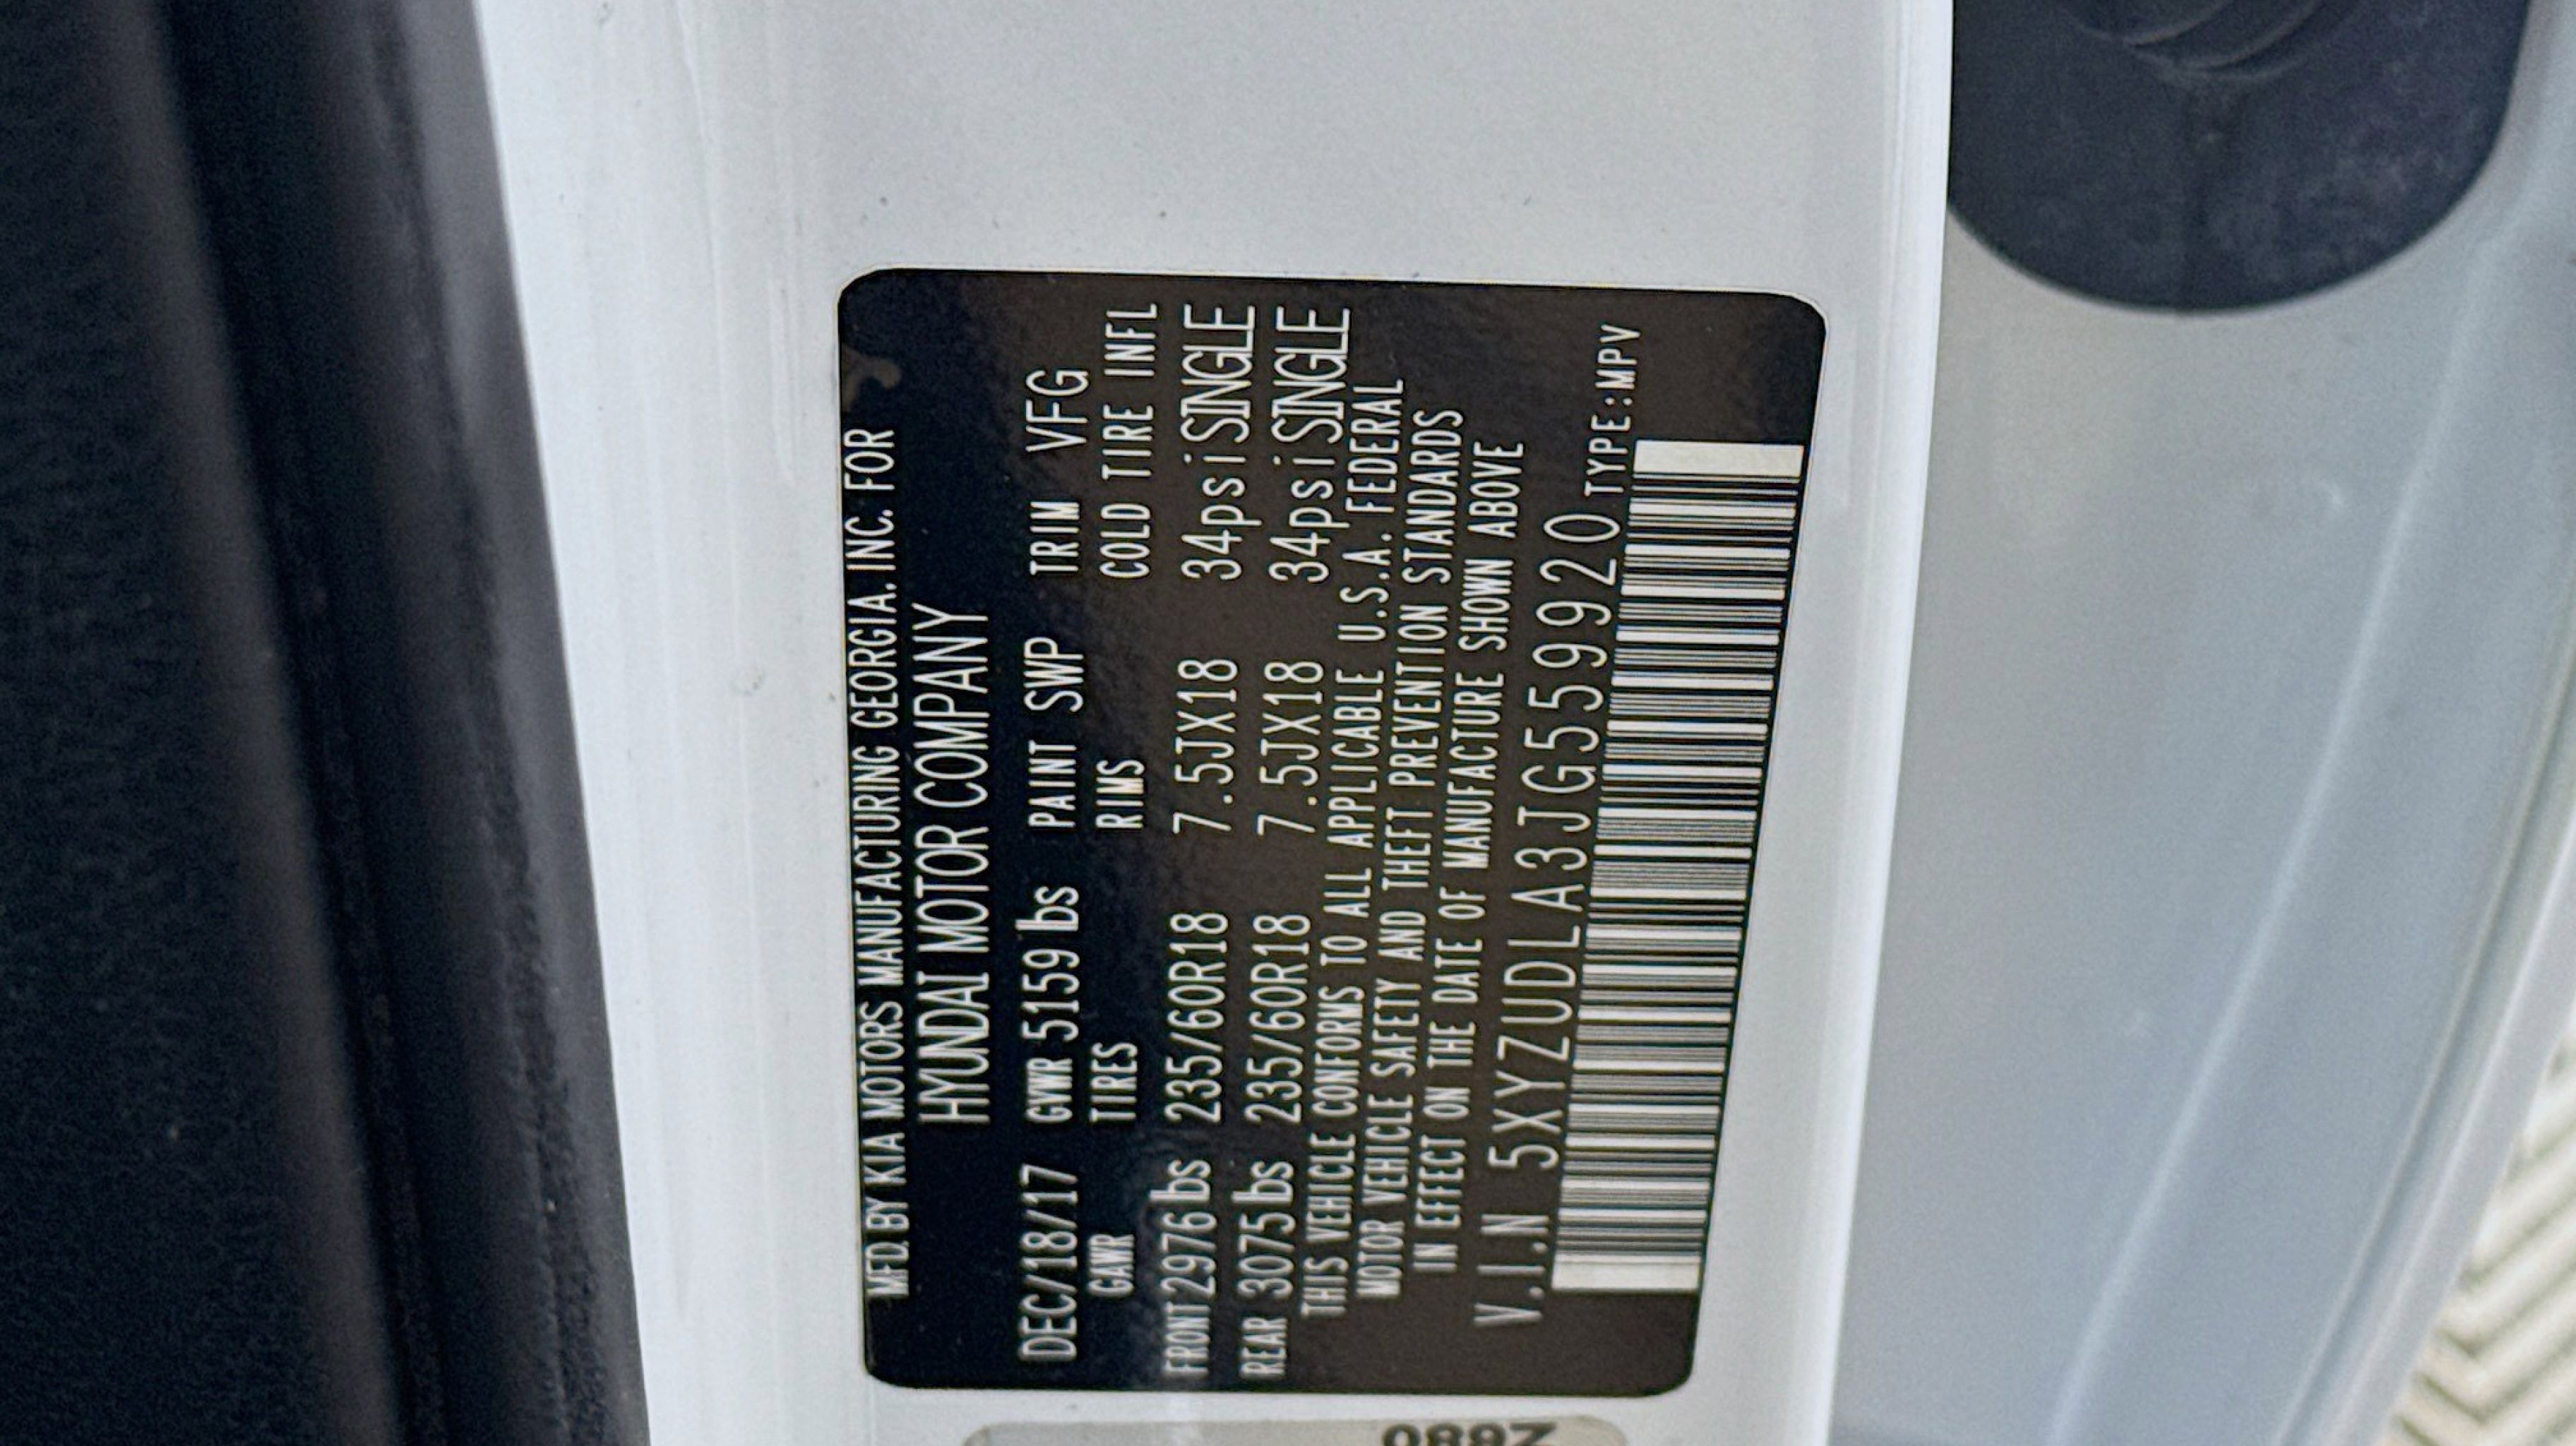 MFD. BY KIA MOTORS MANUFACTURING GEORGIA. INC. FOR
HYUNDAI MOTOR COMPANY
DEC/18/17 GVWR 5159 lbs PAINT SWP TRIM VFG
GAWR TIRES RIMS COLD TIRE INFL
FRONT 2976 lbs 235/60R18 7.5JX18 34psi SINGLE
REAR 3075 lbs 235/60R18 7.5JX18 34psi SINGLE
THIS VEHICLE CONFORMS TO ALL APPLICABLE U.S.A. FEDERAL
MOTOR VEHICLE SAFETY AND THEFT PREVENTION STANDARDS
IN EFFECT ON THE DATE OF MANUFACTURE SHOWN ABOVE
V.I.N 5XYZUDLA3JG559920 TYPE:MPV